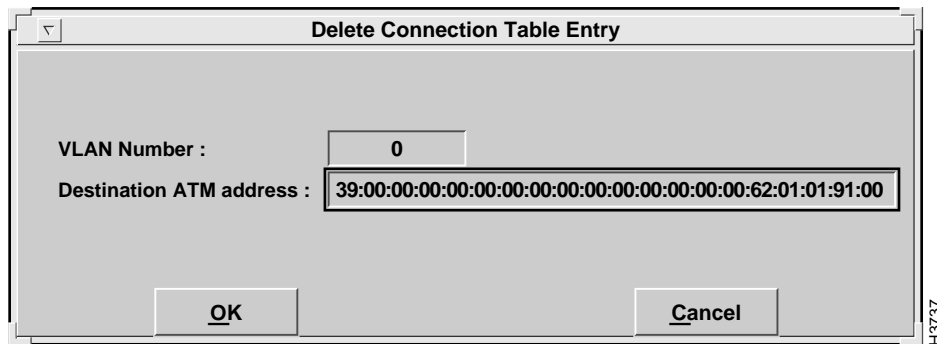 Delete Connection Table Entry
VLAN Number : 0
Destination ATM address : 39:00:00:00:00:00:00:00:00:00:00:00:00:00:62:01:01:91:00
OK Cancel
H3737